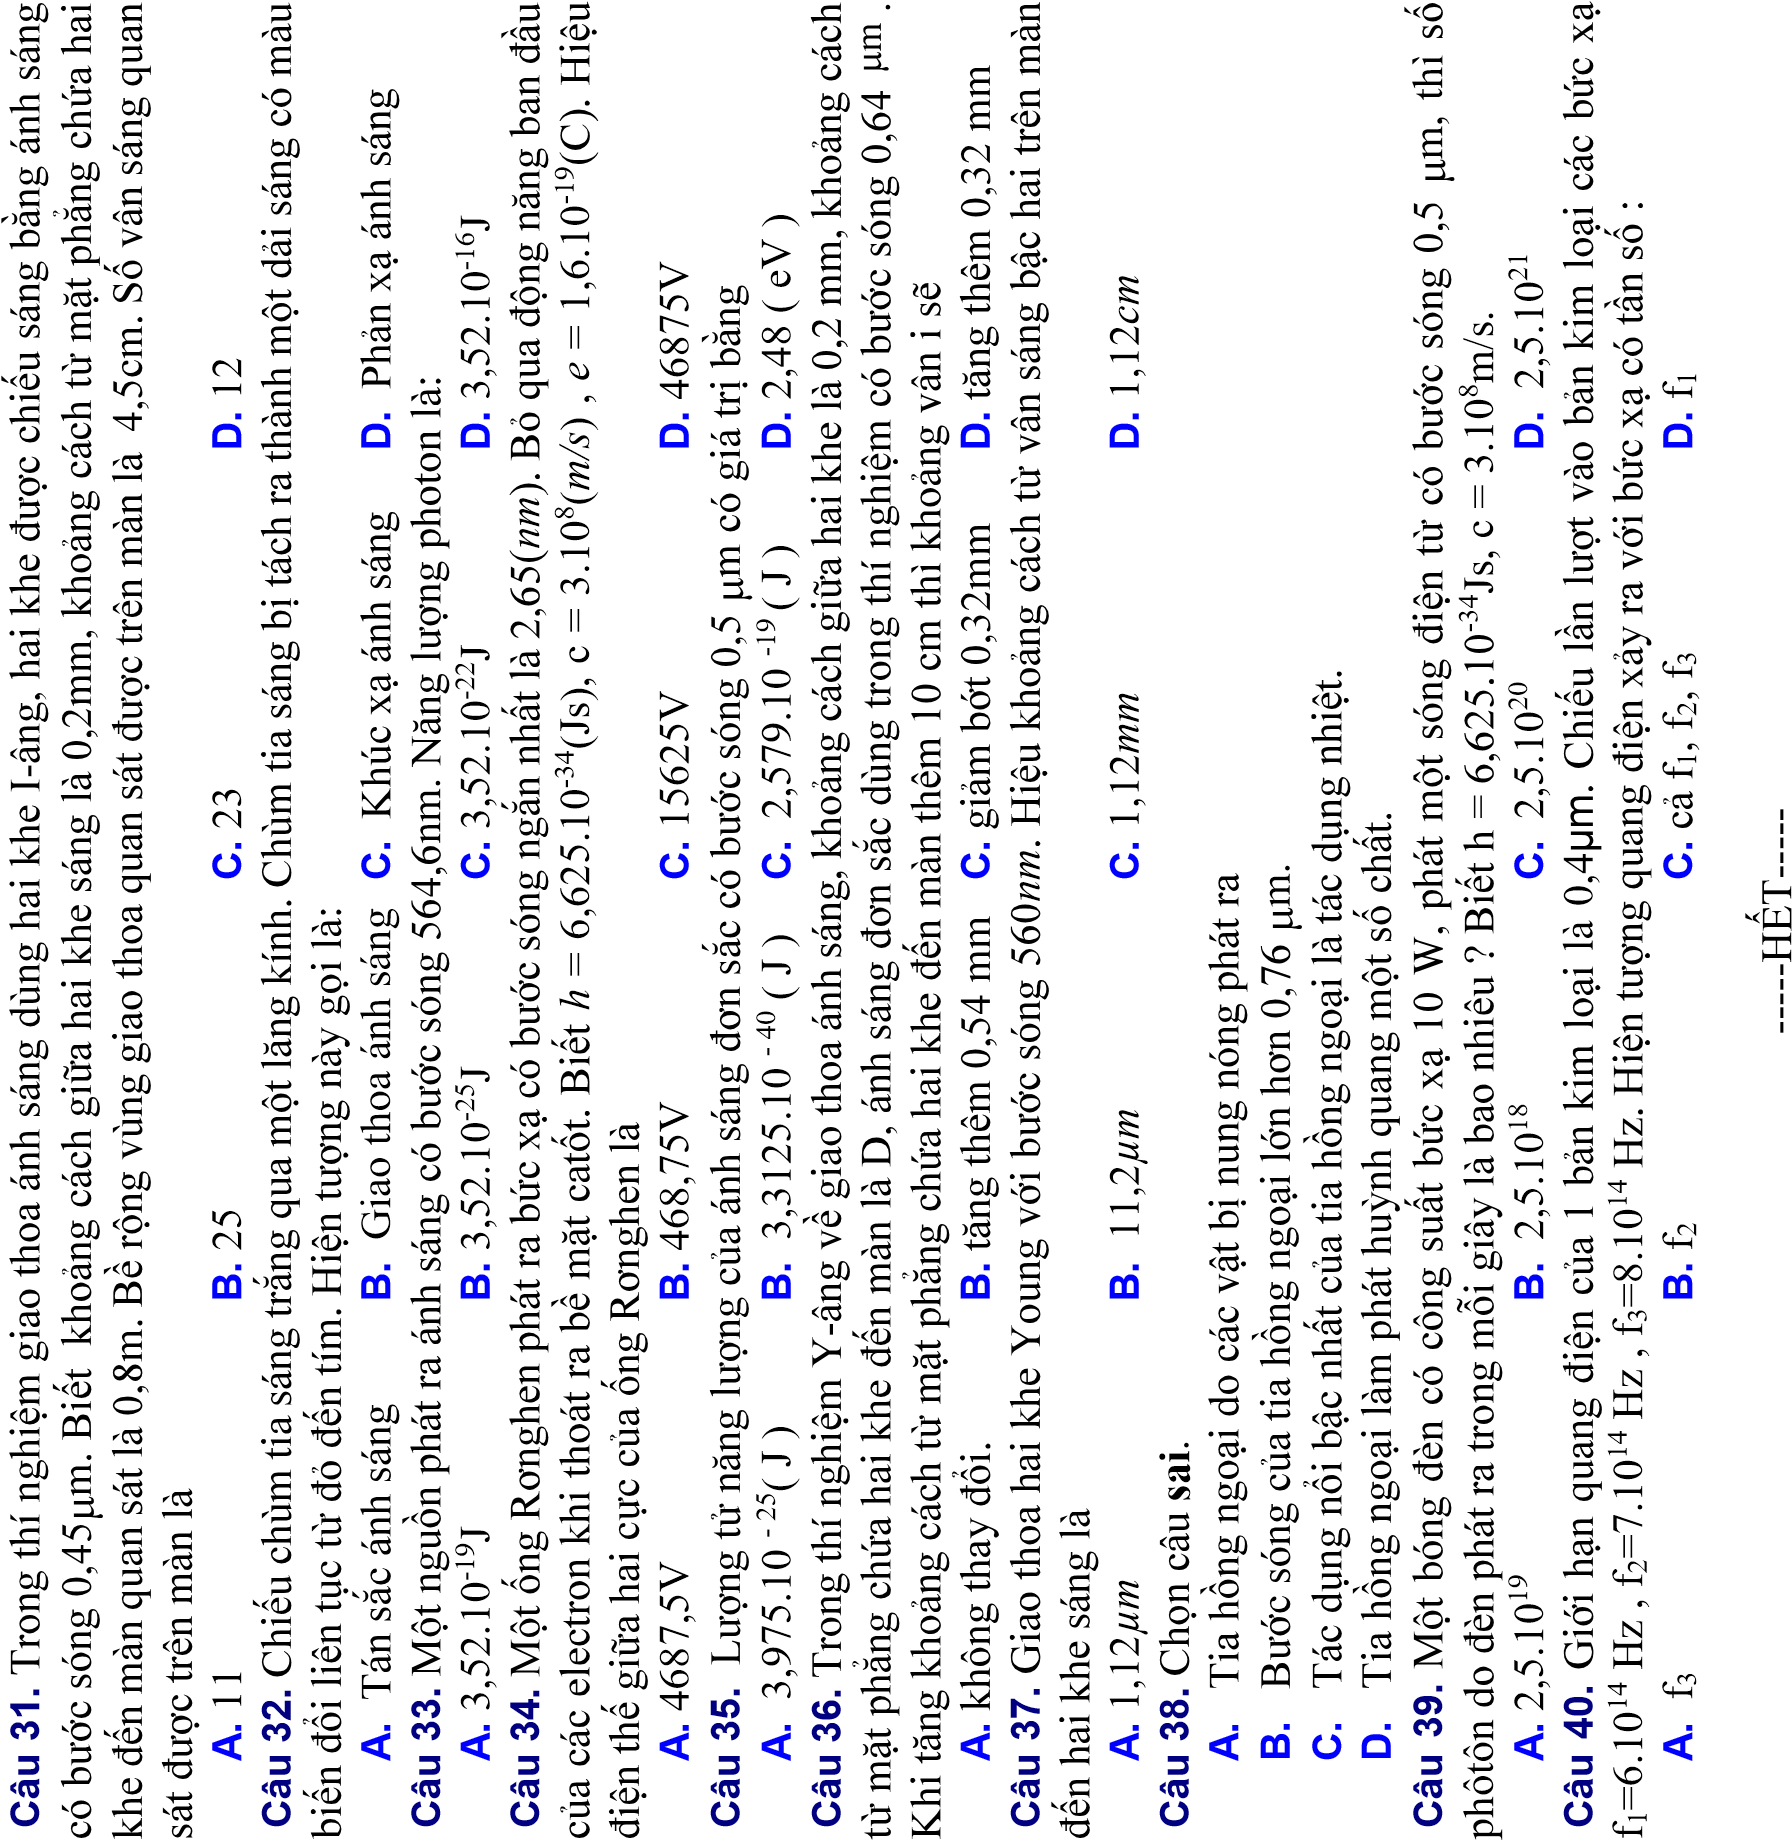 Câu 31. Trong thí nghiệm giao thoa ánh sáng dùng hai khe I-âng, hai khe được chiếu sáng bằng ánh sáng
có bước sóng 0,45μm. Biết khoảng cách giữa hai khe sáng là 0,2mm, khoảng cách từ mặt phẳng chứa hai
khe đến màn quan sát là 0,8m. Bề rộng vùng giao thoa quan sát được trên màn là 4,5cm. Số vân sáng quan
sát được trên màn là
A. 11 B. 25 C. 23 D. 12
Câu 32. Chiếu chùm tia sáng trắng qua một lăng kính. Chùm tia sáng bị tách ra thành một dải sáng có màu
biến đổi liên tục từ đỏ đến tím. Hiện tượng này gọi là:
A. Tán sắc ánh sáng B. Giao thoa ánh sáng C. Khúc xạ ánh sáng D. Phản xạ ánh sáng
Câu 33. Một nguồn phát ra ánh sáng có bước sóng 564,6nm. Năng lượng photon là:
A. 3,52.10⁻¹⁹J B. 3,52.10⁻²⁵J C. 3,52.10⁻²²J D. 3,52.10⁻¹⁶J
Câu 34. Một ống Rơnghen phát ra bức xạ có bước sóng ngắn nhất là 2,65(nm). Bỏ qua động năng ban đầu
của các electron khi thoát ra bề mặt catốt. Biết h = 6,625.10⁻³⁴(Js), c = 3.10⁸(m/s) , e = 1,6.10⁻¹⁹(C). Hiệu
điện thế giữa hai cực của ống Rơnghen là
A. 4687,5V B. 468,75V C. 15625V D. 46875V
Câu 35. Lượng tử năng lượng của ánh sáng đơn sắc có bước sóng 0,5 μm có giá trị bằng
A. 3,975.10 ⁻ ²⁵( J ) B. 3,3125.10 ⁻ ⁴⁰ ( J ) C. 2,579.10 ⁻¹⁹ ( J ) D. 2,48 ( eV )
Câu 36. Trong thí nghiệm Y-âng về giao thoa ánh sáng, khoảng cách giữa hai khe là 0,2 mm, khoảng cách
từ mặt phẳng chứa hai khe đến màn là D, ánh sáng đơn sắc dùng trong thí nghiệm có bước sóng 0,64 μm .
Khi tăng khoảng cách từ mặt phẳng chứa hai khe đến màn thêm 10 cm thì khoảng vân i sẽ
A. không thay đổi. B. tăng thêm 0,54 mm C. giảm bớt 0,32mm D. tăng thêm 0,32 mm
Câu 37. Giao thoa hai khe Young với bước sóng 560nm. Hiệu khoảng cách từ vân sáng bậc hai trên màn
đến hai khe sáng là
A. 1,12μm B. 11,2μm C. 1,12mm D. 1,12cm
Câu 38. Chọn câu sai.
A. Tia hồng ngoại do các vật bị nung nóng phát ra
B. Bước sóng của tia hồng ngoại lớn hơn 0,76 μm.
C. Tác dụng nổi bậc nhất của tia hồng ngoại là tác dụng nhiệt.
D. Tia hồng ngoại làm phát huỳnh quang một số chất.
Câu 39. Một bóng đèn có công suất bức xạ 10 W, phát một sóng điện từ có bước sóng 0,5 μm, thì số
phôtôn do đèn phát ra trong mỗi giây là bao nhiêu ? Biết h = 6,625.10⁻³⁴Js, c = 3.10⁸m/s.
A. 2,5.10¹⁹ B. 2,5.10¹⁸ C. 2,5.10²⁰ D. 2,5.10²¹
Câu 40. Giới hạn quang điện của 1 bản kim loại là 0,4μm. Chiếu lần lượt vào bản kim loại các bức xạ
f₁=6.10¹⁴ Hz , f₂=7.10¹⁴ Hz , f₃=8.10¹⁴ Hz. Hiện tượng quang điện xảy ra với bức xạ có tần số :
A. f₃ B. f₂ C. cả f₁, f₂, f₃ D. f₁
------HẾT-----